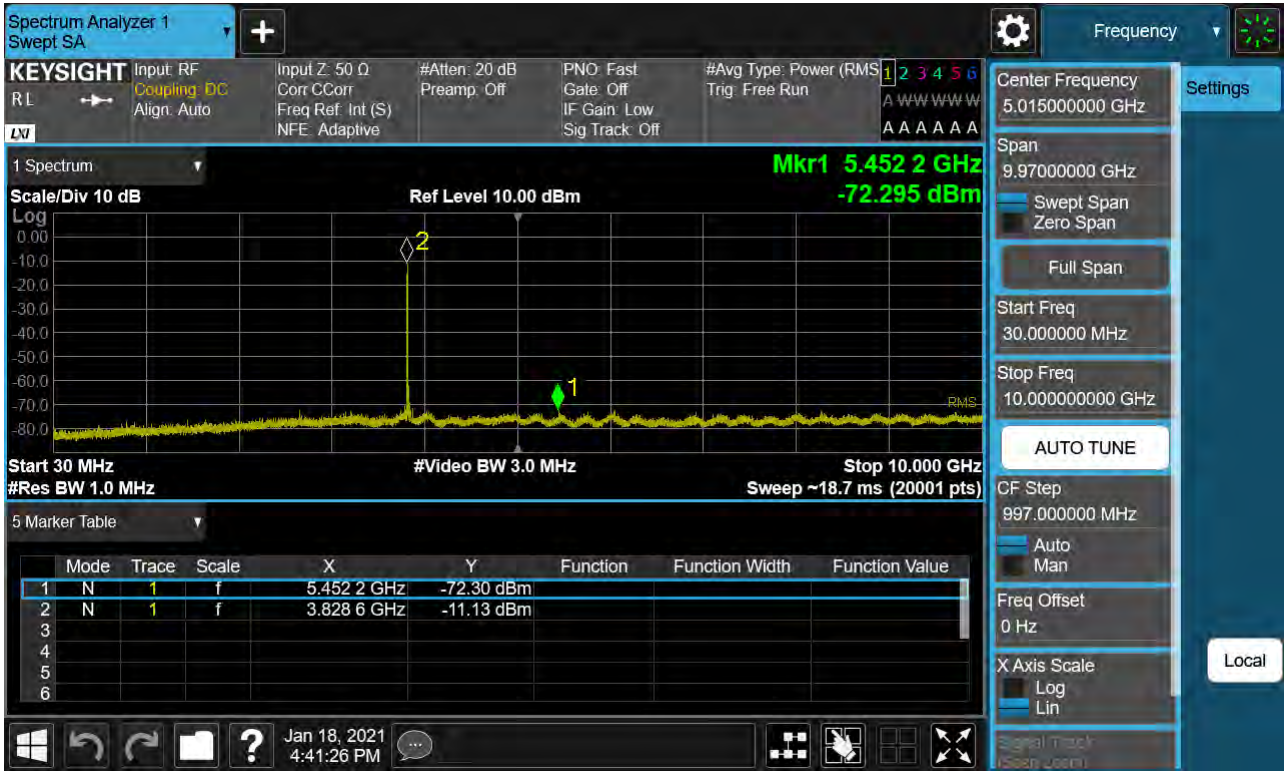 Spectrum Analyzer 1
Swept SA
Frequency
KEYSIGHT
RL
LXI
Input: RF
Coupling: DC
Align: Auto
Input Z: 50 Ω
Corr CCorr
Freq Ref: Int (S)
NFE: Adaptive
#Atten: 20 dB
Preamp: Off
PNO: Fast
Gate: Off
IF Gain: Low
Sig Track: Off
#Avg Type: Power (RMS
Trig: Free Run
1 2 3 4 5 6
A W W W W W
A A A A A A
1 Spectrum
Scale/Div 10 dB
Ref Level 10.00 dBm
Mkr1 5.452 2 GHz
-72.295 dBm
Log
0.00
-10.0
-20.0
-30.0
-40.0
-50.0
-60.0
-70.0
-80.0
2
1
RMS
Start 30 MHz
#Video BW 3.0 MHz
Stop 10.000 GHz
#Res BW 1.0 MHz
Sweep ~18.7 ms (20001 pts)
5 Marker Table
Mode Trace Scale X Y Function Function Width Function Value
1 N 1 f 5.452 2 GHz -72.30 dBm
2 N 1 f 3.828 6 GHz -11.13 dBm
3
4
5
6
Jan 18, 2021
4:41:26 PM
Center Frequency
5.015000000 GHz
Span
9.97000000 GHz
Swept Span
Zero Span
Full Span
Start Freq
30.000000 MHz
Stop Freq
10.000000000 GHz
AUTO TUNE
CF Step
997.000000 MHz
Auto
Man
Freq Offset
0 Hz
X Axis Scale
Log
Lin
Signal Track
(Span Zoom)
Settings
Local